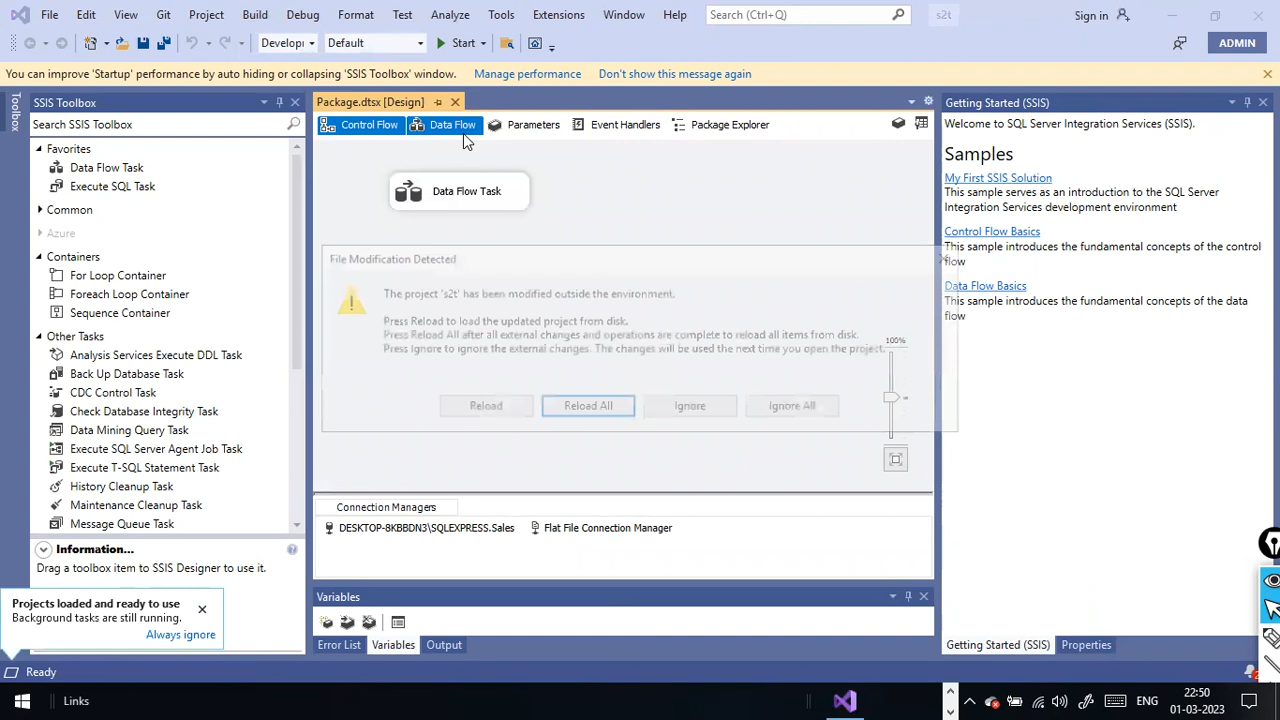 File Edit View Git Project Build Debug Format Test Analyze Tools Extensions Window Help Search (Ctrl+Q) s2t Sign in
Developi Default Start ADMIN
You can improve 'Startup' performance by auto hiding or collapsing 'SSIS Toolbox' window. Manage performance Don't show this message again
Toolbox
SSIS Toolbox
Search SSIS Toolbox
Favorites
Data Flow Task
Execute SQL Task
Common
Azure
Containers
For Loop Container
Foreach Loop Container
Sequence Container
Other Tasks
Analysis Services Execute DDL Task
Back Up Database Task
CDC Control Task
Check Database Integrity Task
Data Mining Query Task
Execute SQL Server Agent Job Task
Execute T-SQL Statement Task
History Cleanup Task
Maintenance Cleanup Task
Message Queue Task
Information...
Drag a toolbox item to SSIS Designer to use it.
Projects loaded and ready to use
Background tasks are still running.
Always ignore
Package.dtsx [Design]
Control Flow Data Flow Parameters Event Handlers Package Explorer
Data Flow Task
File Modification Detected
The project 's2t' has been modified outside the environment.
Press Reload to load the updated project from disk.
Press Reload All after all external changes and operations are complete to reload all items from disk.
Press Ignore to ignore the external changes. The changes will be used the next time you open the project.
Reload Reload All Ignore Ignore All
100%
Connection Managers
DESKTOP-8KBBDN3\SQLEXPRESS.Sales Flat File Connection Manager
Variables
Error List Variables Output
Getting Started (SSIS)
Welcome to SQL Server Integration Services (SSIS).
Samples
My First SSIS Solution
This sample serves as an introduction to the SQL Server
Integration Services development environment
Control Flow Basics
This sample introduces the fundamental concepts of the control
flow
Data Flow Basics
This sample introduces the fundamental concepts of the data
flow
Getting Started (SSIS) Properties
Ready
Links
ENG
22:50
01-03-2023